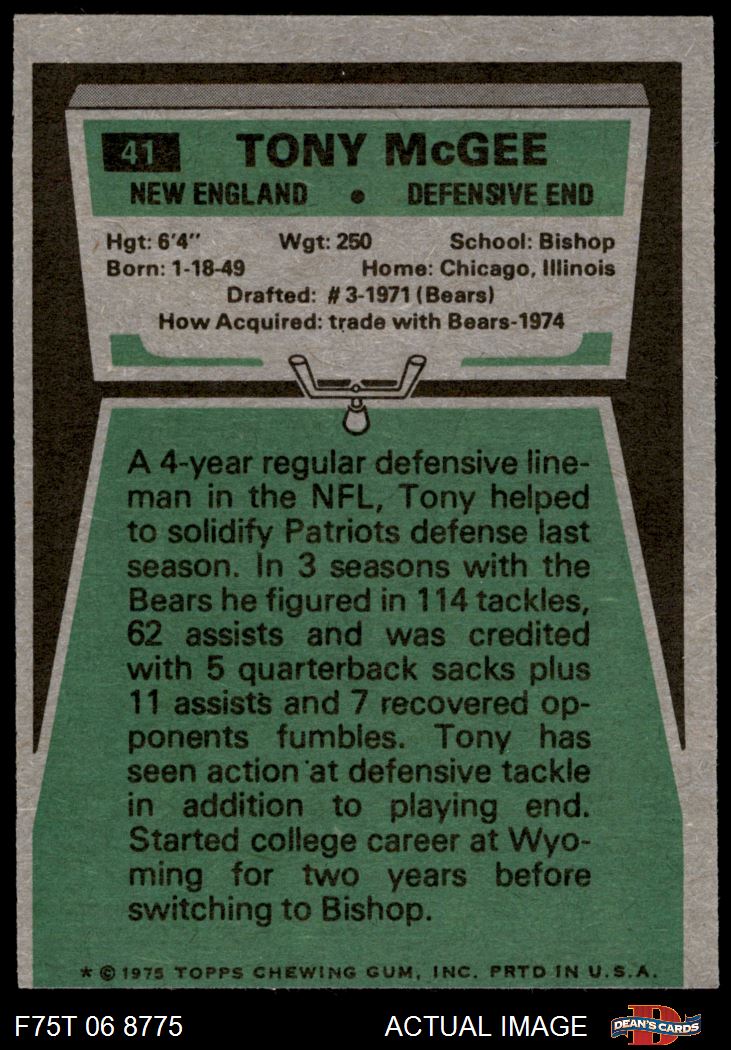 41 TONY McGEE
NEW ENGLAND • DEFENSIVE END
Hgt: 6'4" Wgt: 250 School: Bishop
Born: 1-18-49 Home: Chicago, Illinois
Drafted: #3-1971 (Bears)
How Acquired: trade with Bears-1974
A 4-year regular defensive line-
man in the NFL, Tony helped
to solidify Patriots defense last
season. In 3 seasons with the
Bears he figured in 114 tackles,
62 assists and was credited
with 5 quarterback sacks plus
11 assists and 7 recovered op-
ponents fumbles. Tony has
seen action at defensive tackle
in addition to playing end.
Started college career at Wyo-
ming for two years before
switching to Bishop.
* © 1975 TOPPS CHEWING GUM, INC. PRTD IN U.S.A.
F75T 06 8775 ACTUAL IMAGE D DEAN'S CARDS